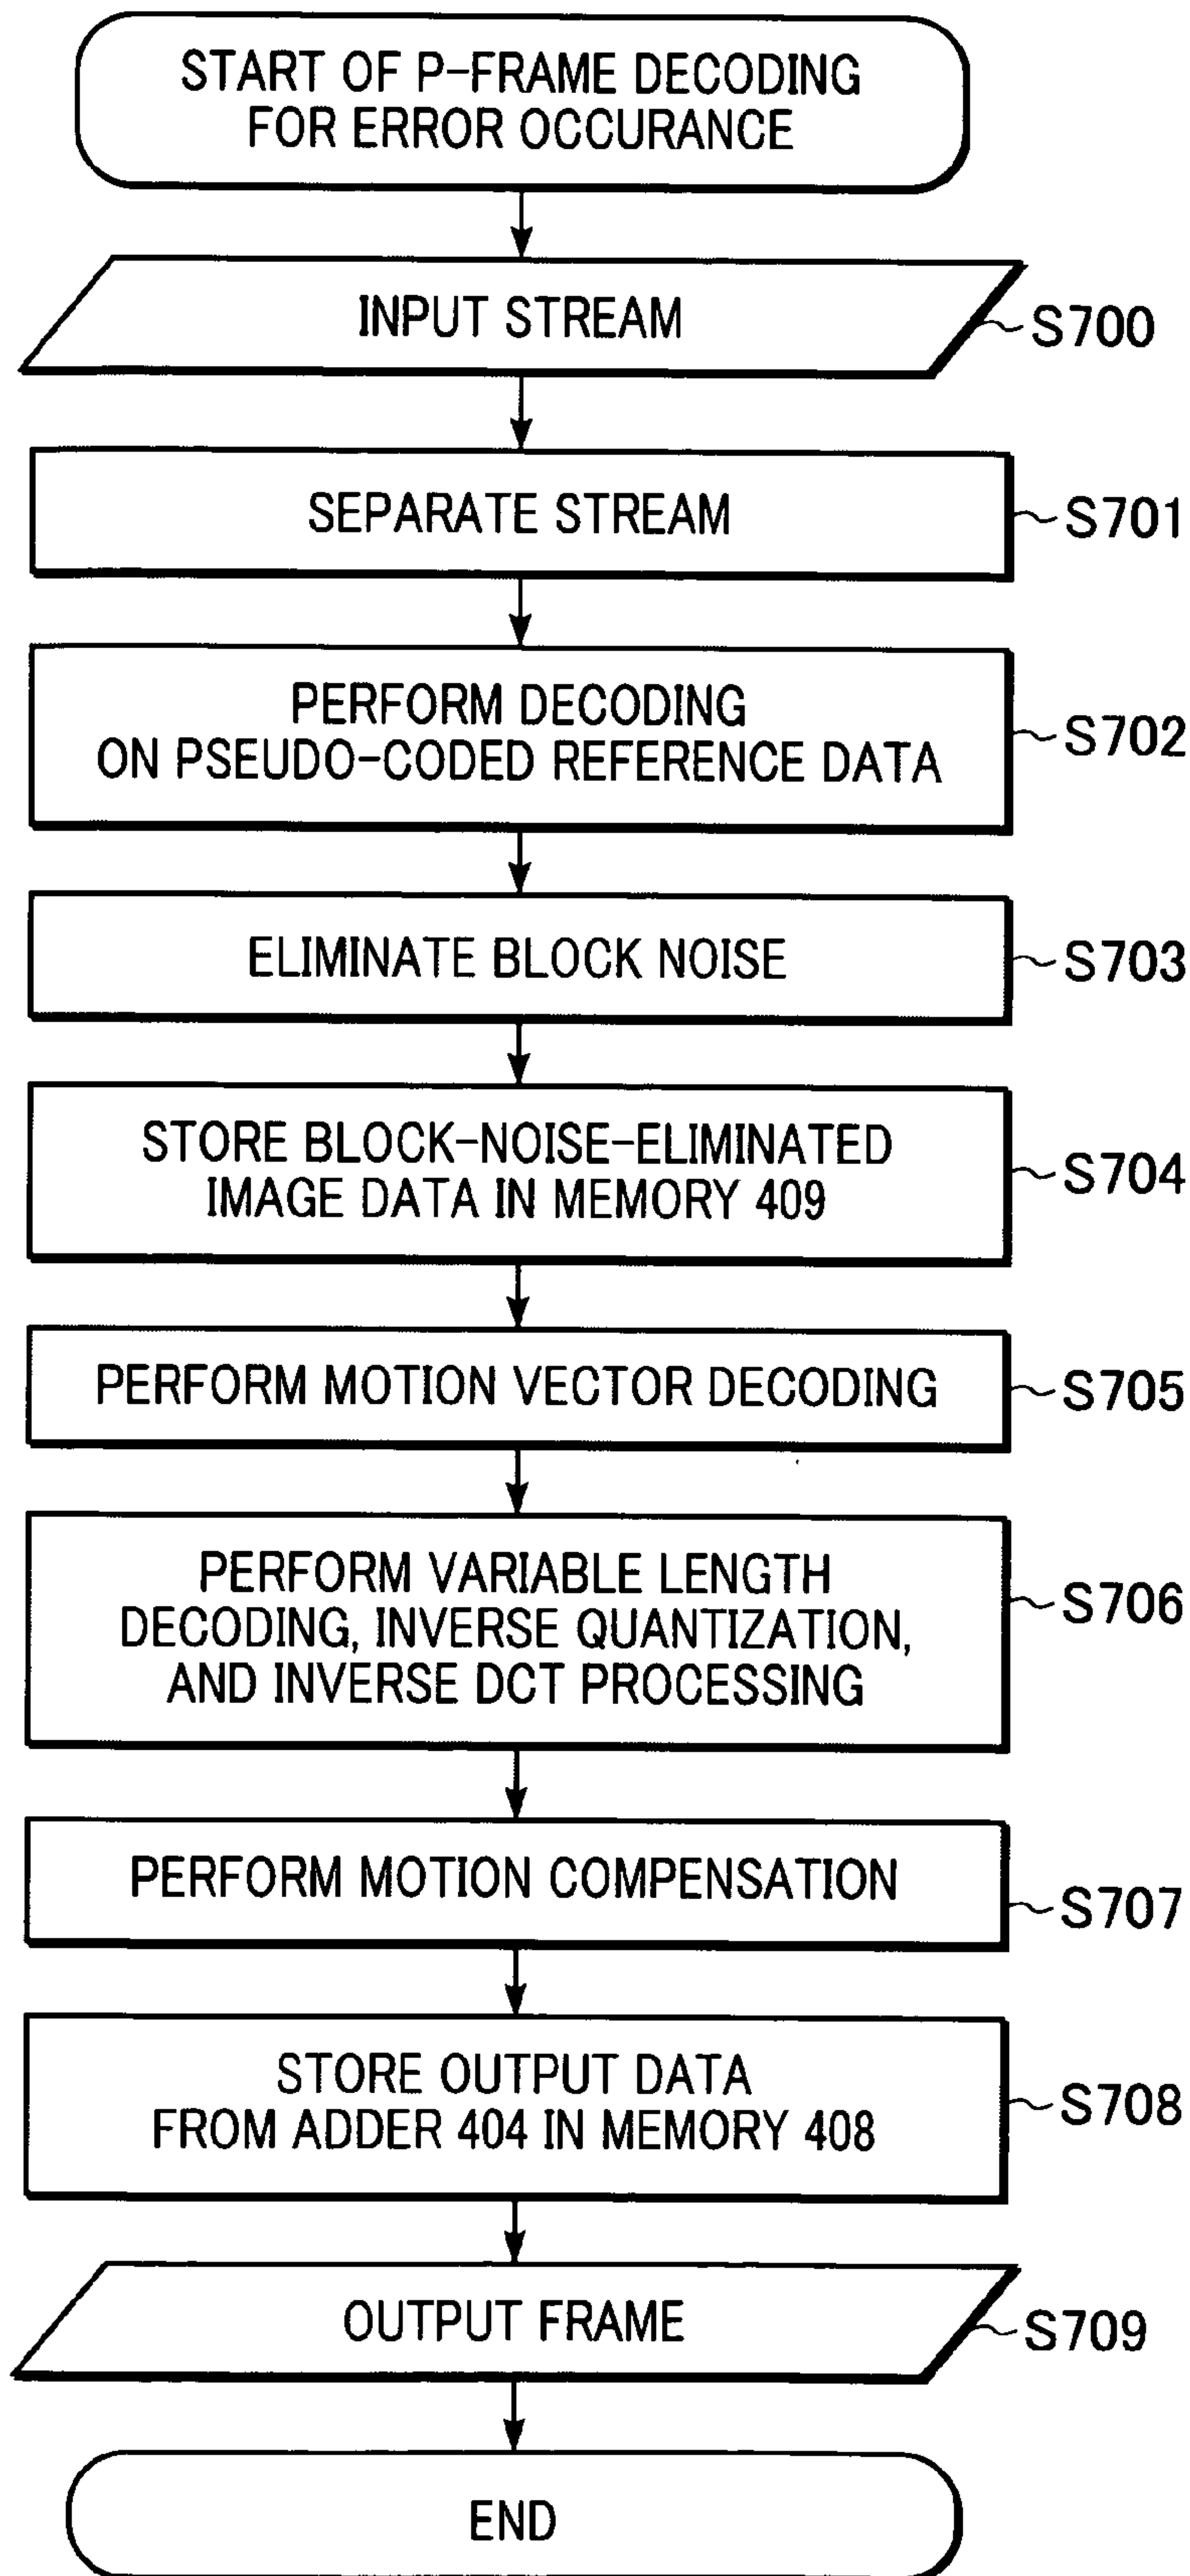 START OF P-FRAME DECODING
FOR ERROR OCCURANCE
INPUT STREAM
S700
SEPARATE STREAM
S701
PERFORM DECODING
ON PSEUDO-CODED REFERENCE DATA
S702
ELIMINATE BLOCK NOISE
S703
STORE BLOCK-NOISE-ELIMINATED
IMAGE DATA IN MEMORY 409
S704
PERFORM MOTION VECTOR DECODING
S705
PERFORM VARIABLE LENGTH
DECODING, INVERSE QUANTIZATION,
AND INVERSE DCT PROCESSING
S706
PERFORM MOTION COMPENSATION
S707
STORE OUTPUT DATA
FROM ADDER 404 IN MEMORY 408
S708
OUTPUT FRAME
S709
END